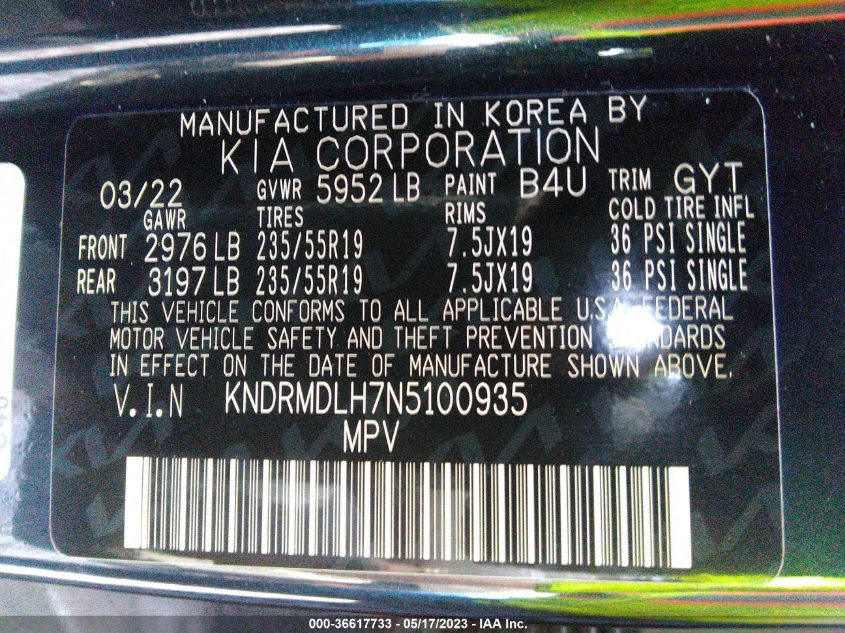 MANUFACTURED IN KOREA BY
KIA CORPORATION
03/22 GVWR 5952 LB PAINT B4U TRIM GYT
GAWR TIRES RIMS COLD TIRE INFL
FRONT 2976 LB 235/55R19 7.5JX19 36 PSI SINGLE
REAR 3197 LB 235/55R19 7.5JX19 36 PSI SINGLE
THIS VEHICLE CONFORMS TO ALL APPLICABLE U.S.A. FEDERAL
MOTOR VEHICLE SAFETY AND THEFT PREVENTION STANDARDS
IN EFFECT ON THE DATE OF MANUFACTURE SHOWN ABOVE.
V.I.N KNDRMDLH7N5100935
MPV
000-36617733 - 05/17/2023 - IAA Inc.